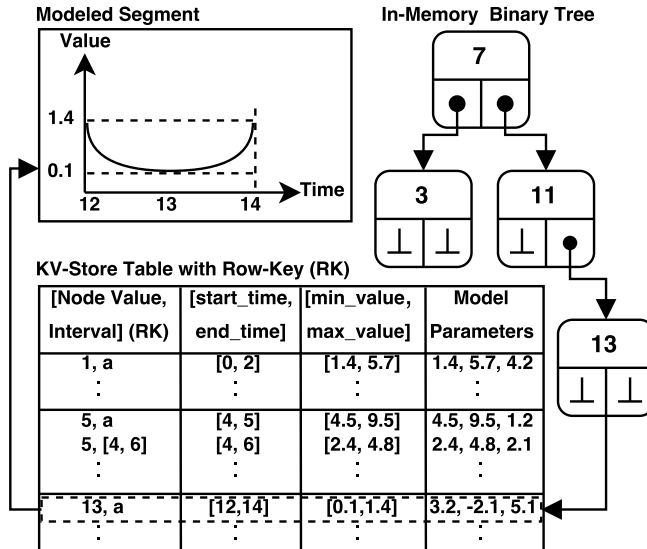 Modeled Segment
Value
1.4
0.1
Time
12 13 14
In-Memory Binary Tree
7
3
11
⊥ ⊥
⊥
13
⊥ ⊥
KV-Store Table with Row-Key (RK)
[Node Value, Interval] (RK) [start_time, end_time] [min_value, max_value] Model Parameters
1, a [0, 2] [1.4, 5.7] 1.4, 5.7, 4.2
: : : :
5, a [4, 5] [4.5, 9.5] 4.5, 9.5, 1.2
5, [4, 6] [4, 6] [2.4, 4.8] 2.4, 4.8, 2.1
: : : :
13, a [12,14] [0.1,1.4] 3.2, -2.1, 5.1
: : : :